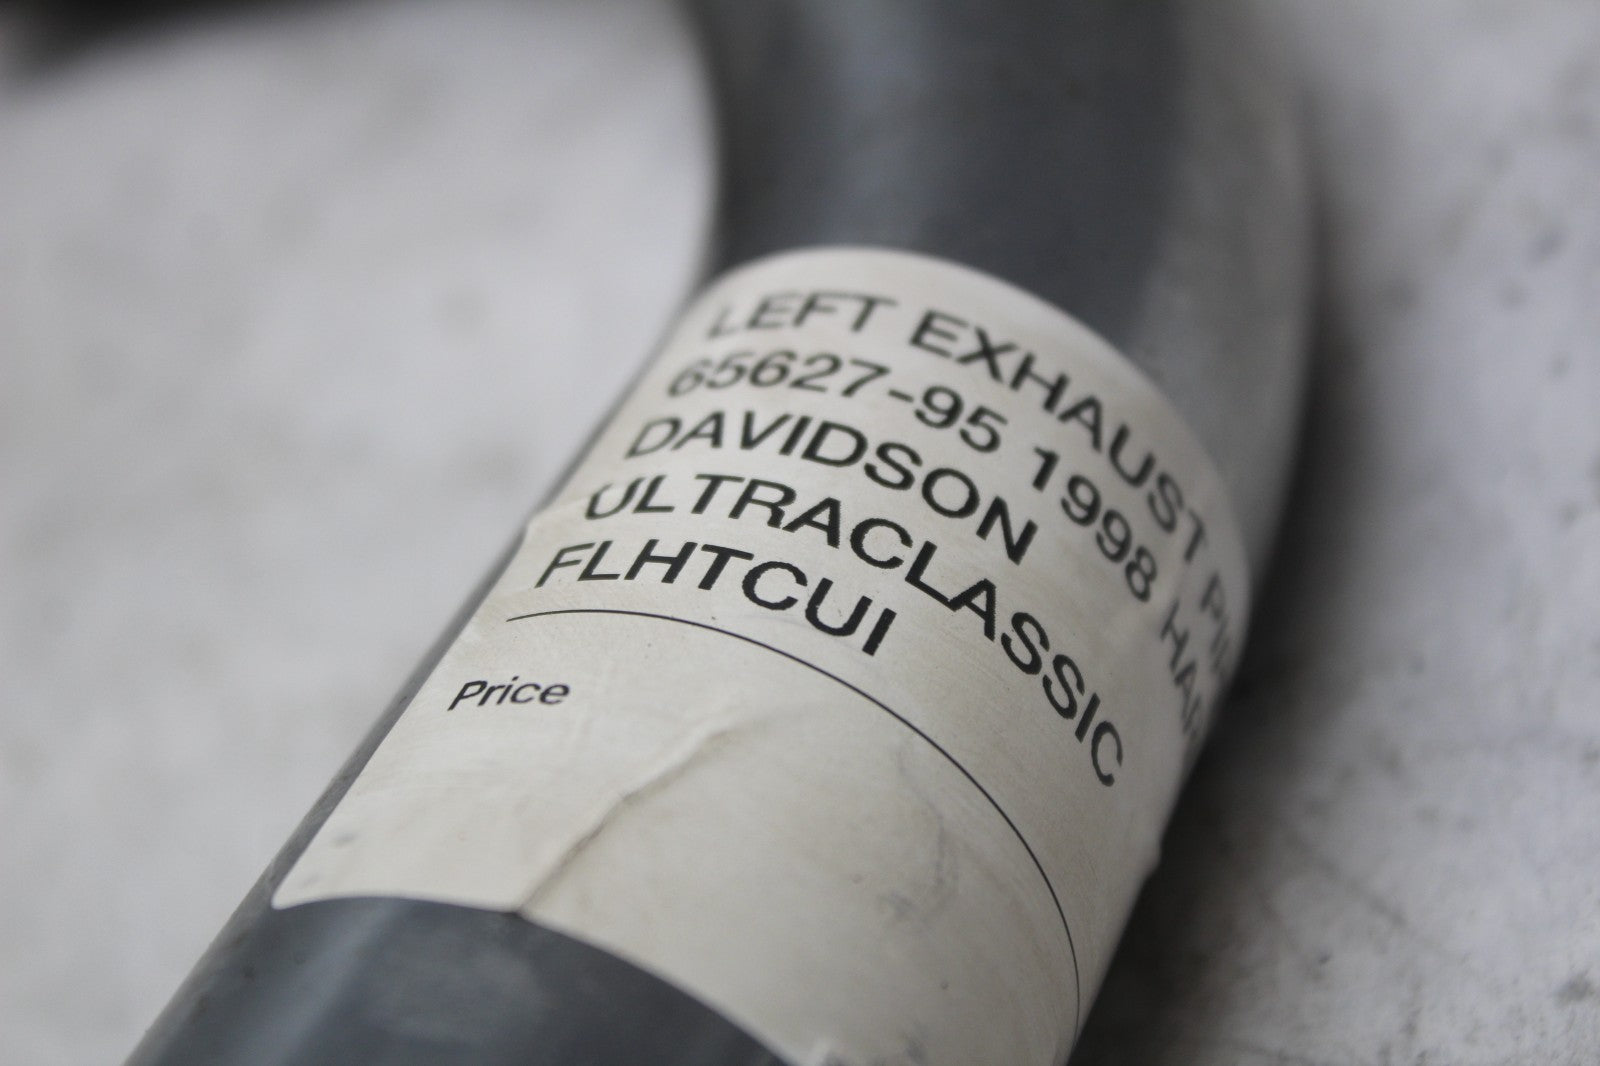 LEFT EXHAUST
65627-95 1998
DAVIDSON
ULTRACLASSIC
FLHTCUI
Price